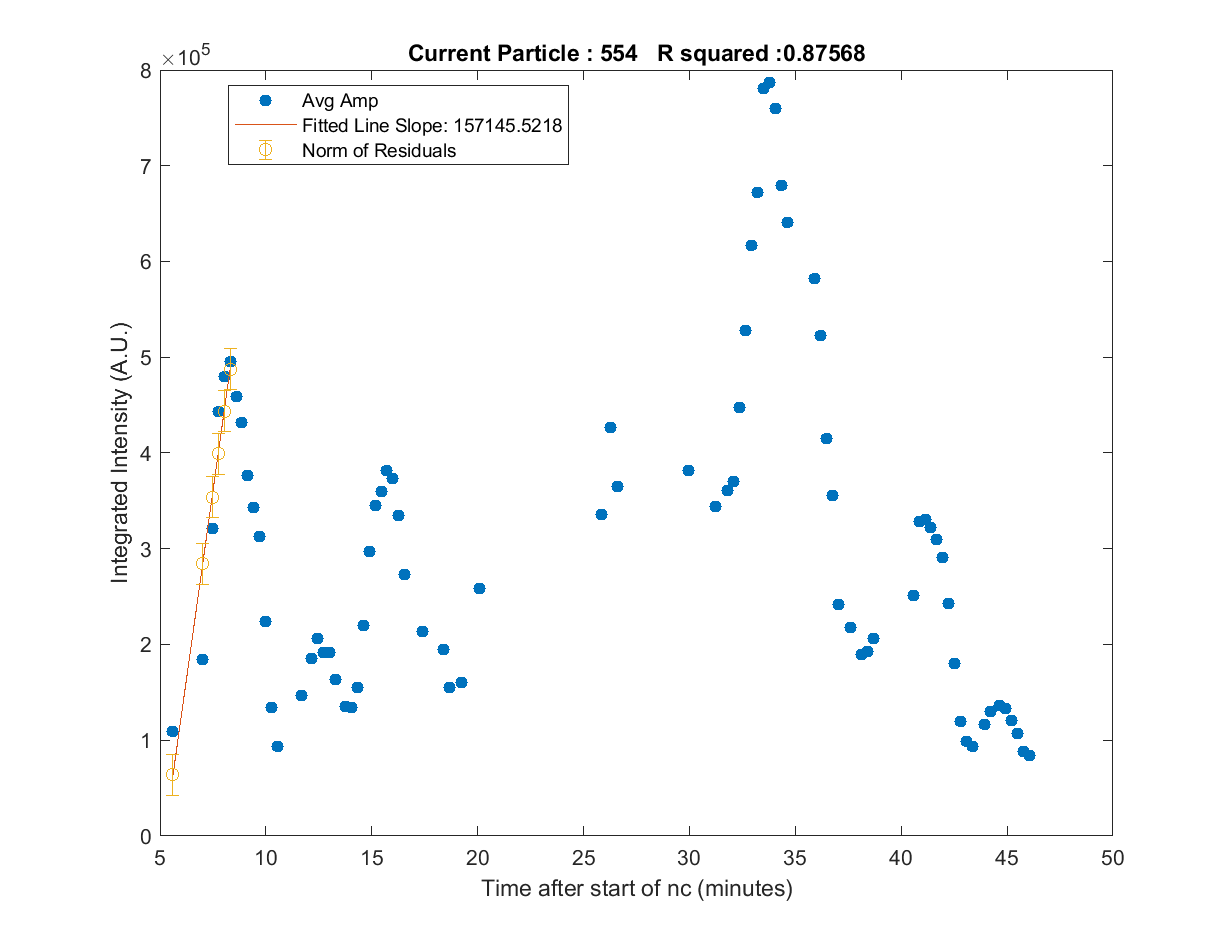 Current Particle : 554 R squared :0.87568
×10^5
8
7
6
5
4
3
2
1
0
Integrated Intensity (A.U.)
Avg Amp
Fitted Line Slope: 157145.5218
Norm of Residuals
5 10 15 20 25 30 35 40 45 50
Time after start of nc (minutes)